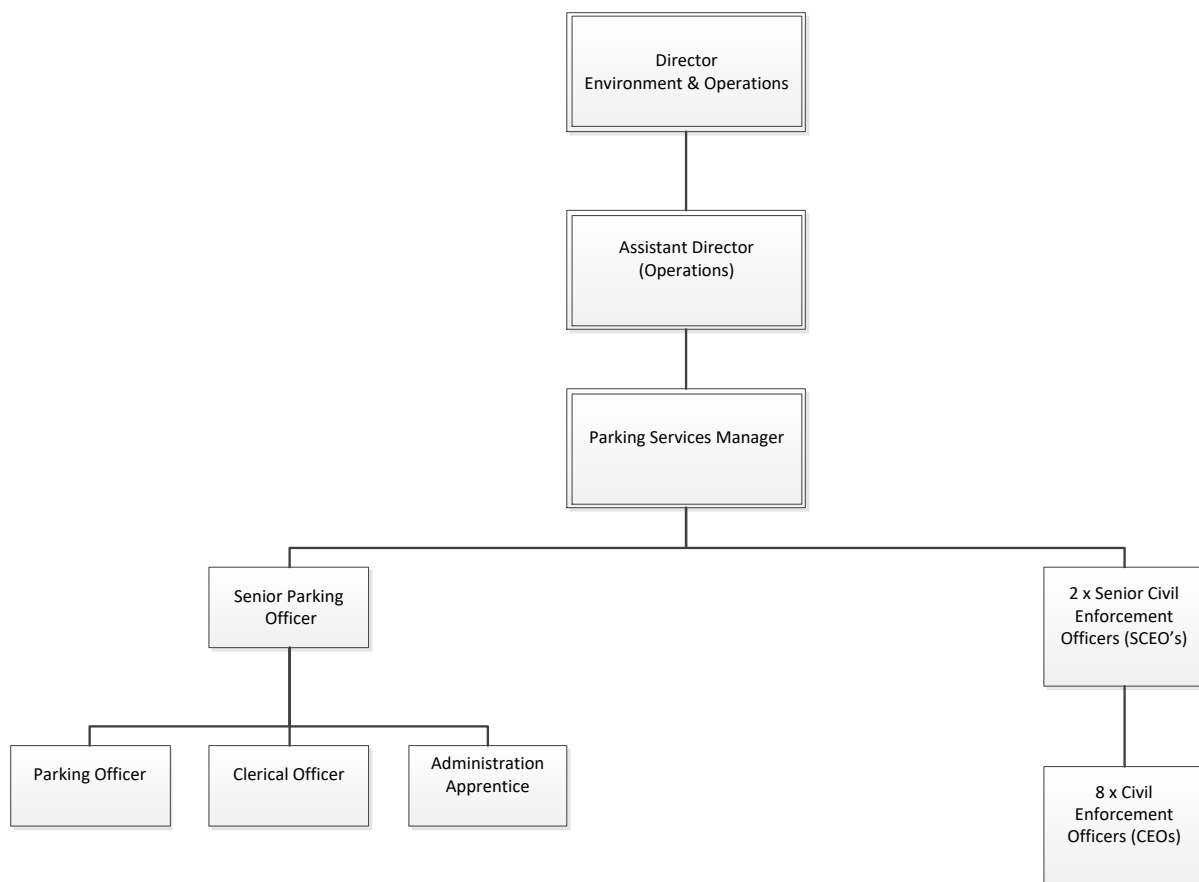 Director
Environment & Operations
Assistant Director
(Operations)
Parking Services Manager
Senior Parking
Officer
2 x Senior Civil
Enforcement
Officers (SCEO’s)
Parking Officer
Clerical Officer
Administration
Apprentice
8 x Civil
Enforcement
Officers (CEOs)